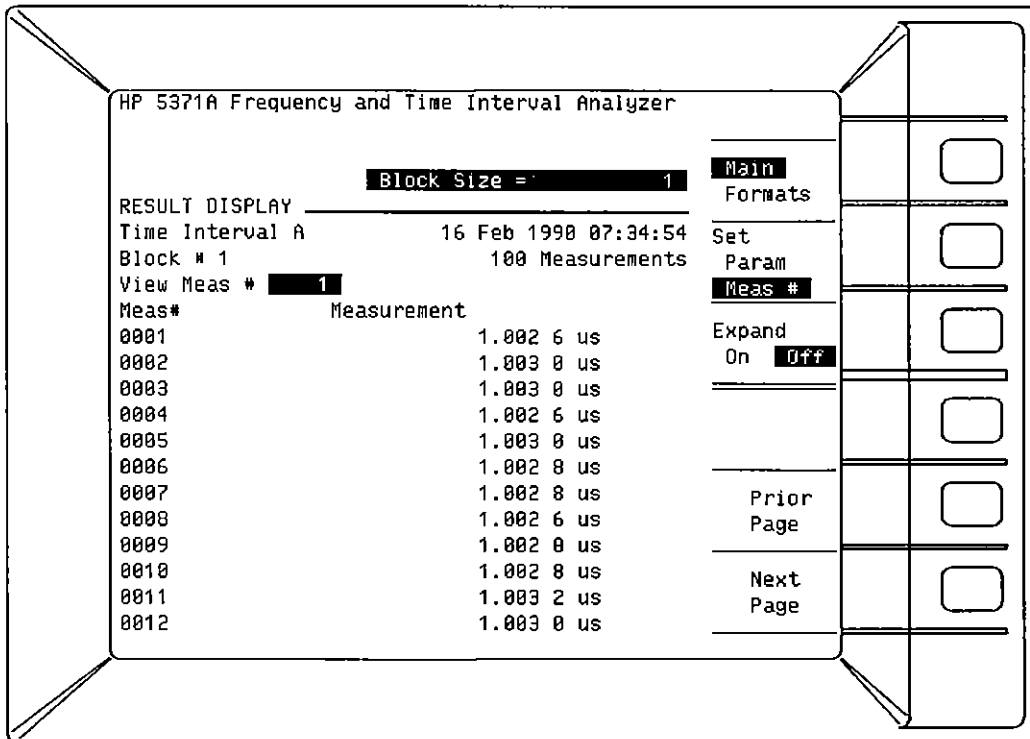 HP 5371A Frequency and Time Interval Analyzer
Block Size = 1
RESULT DISPLAY
Time Interval A 16 Feb 1990 07:34:54
Block # 1 100 Measurements
View Meas # 1
Meas# Measurement
0001 1.002 6 us
0002 1.003 0 us
0003 1.003 0 us
0004 1.002 6 us
0005 1.003 0 us
0006 1.002 8 us
0007 1.002 8 us
0008 1.002 6 us
0009 1.002 8 us
0010 1.002 8 us
0011 1.003 2 us
0012 1.003 0 us
Main
Formats
Set
Param
Meas #
Expand
On Off
Prior
Page
Next
Page